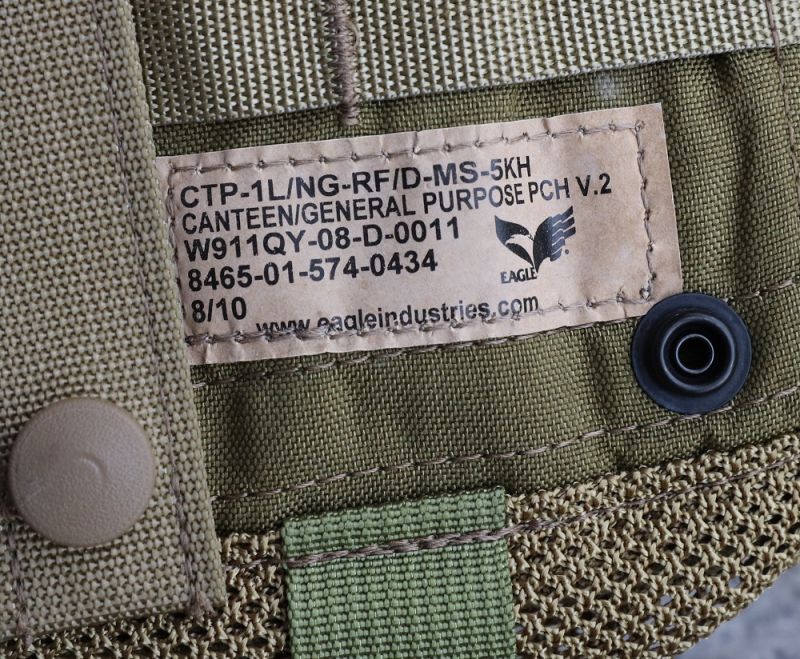 CTP-1L/NG-RF/D-MS-5KH
CANTEEN/GENERAL PURPOSE PCH V.2
W911QY-08-D-0011
8465-01-574-0434
EAGLE
8/10
www.eagleindustries.com